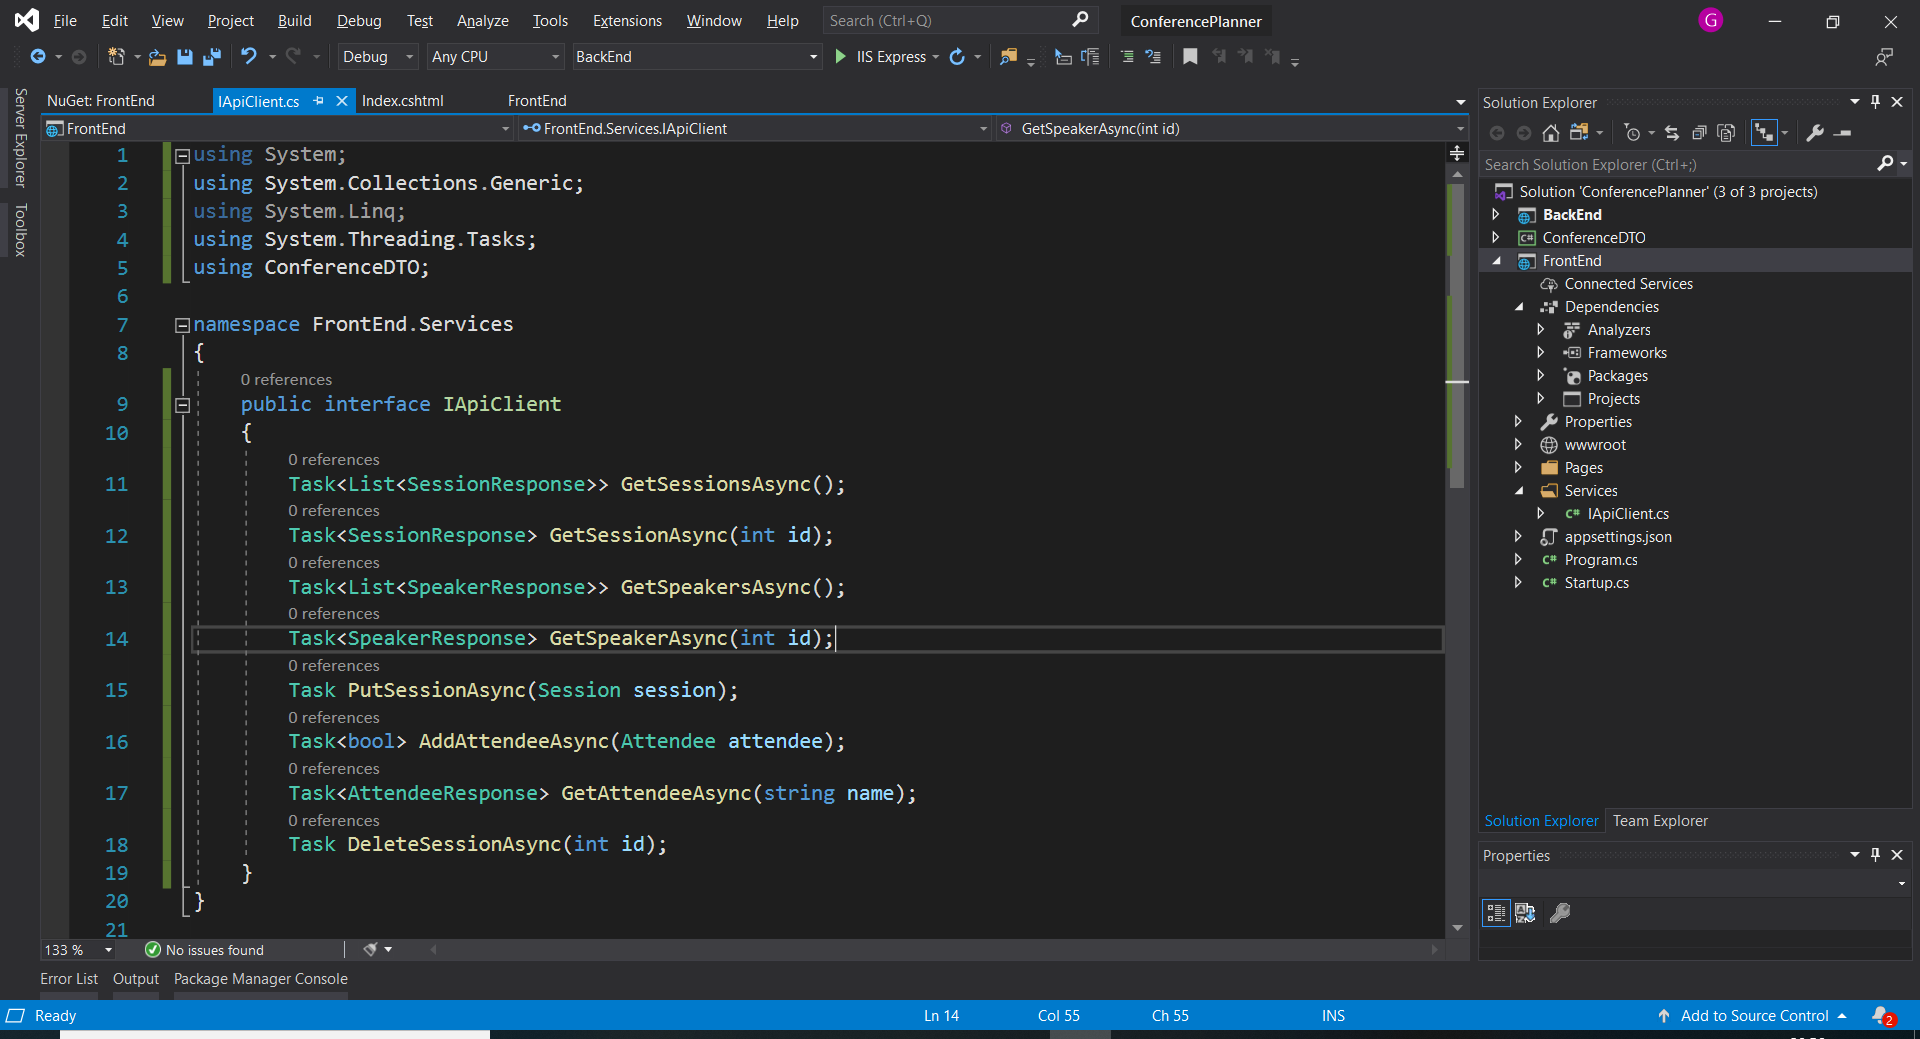 File Edit View Project Build Debug Test Analyze Tools Extensions Window Help Search (Ctrl+Q) ConferencePlanner G
Debug Any CPU BackEnd IIS Express
Server Explorer
Toolbox
NuGet: FrontEnd IApiClient.cs Index.cshtml FrontEnd
FrontEnd FrontEnd.Services.IApiClient GetSpeakerAsync(int id)
1 using System;
2 using System.Collections.Generic;
3 using System.Linq;
4 using System.Threading.Tasks;
5 using ConferenceDTO;
6
7 namespace FrontEnd.Services
8 {
0 references
9 public interface IApiClient
10 {
0 references
11 Task<List<SessionResponse>> GetSessionsAsync();
0 references
12 Task<SessionResponse> GetSessionAsync(int id);
0 references
13 Task<List<SpeakerResponse>> GetSpeakersAsync();
0 references
14 Task<SpeakerResponse> GetSpeakerAsync(int id);
0 references
15 Task PutSessionAsync(Session session);
0 references
16 Task<bool> AddAttendeeAsync(Attendee attendee);
0 references
17 Task<AttendeeResponse> GetAttendeeAsync(string name);
0 references
18 Task DeleteSessionAsync(int id);
19 }
20 }
21
133 % No issues found
Error List Output Package Manager Console
Solution Explorer
Search Solution Explorer (Ctrl+;)
Solution 'ConferencePlanner' (3 of 3 projects)
BackEnd
C# ConferenceDTO
FrontEnd
Connected Services
Dependencies
Analyzers
Frameworks
Packages
Projects
Properties
wwwroot
Pages
Services
C# IApiClient.cs
appsettings.json
C# Program.cs
C# Startup.cs
Solution Explorer Team Explorer
Properties
Ready Ln 14 Col 55 Ch 55 INS Add to Source Control 2